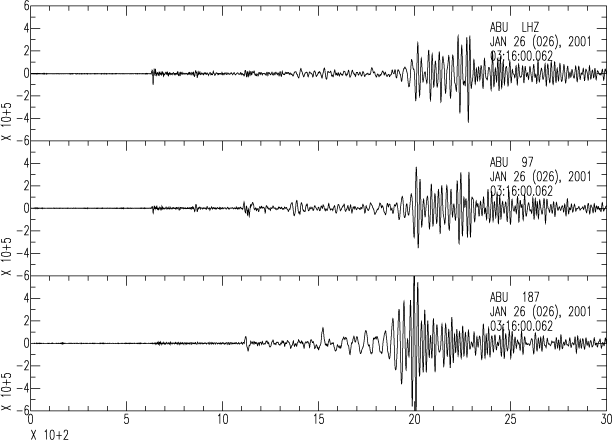 6
4
2
0
-2
-4
-6
X 10+5
ABU LHZ
JAN 26 (026), 2001
03:16:00.062
4
2
0
-2
-4
-6
X 10+5
ABU 97
JAN 26 (026), 2001
03:16:00.062
4
2
0
-2
-4
-6
X 10+5
ABU 187
JAN 26 (026), 2001
03:16:00.062
0 5 10 15 20 25 30
X 10+2